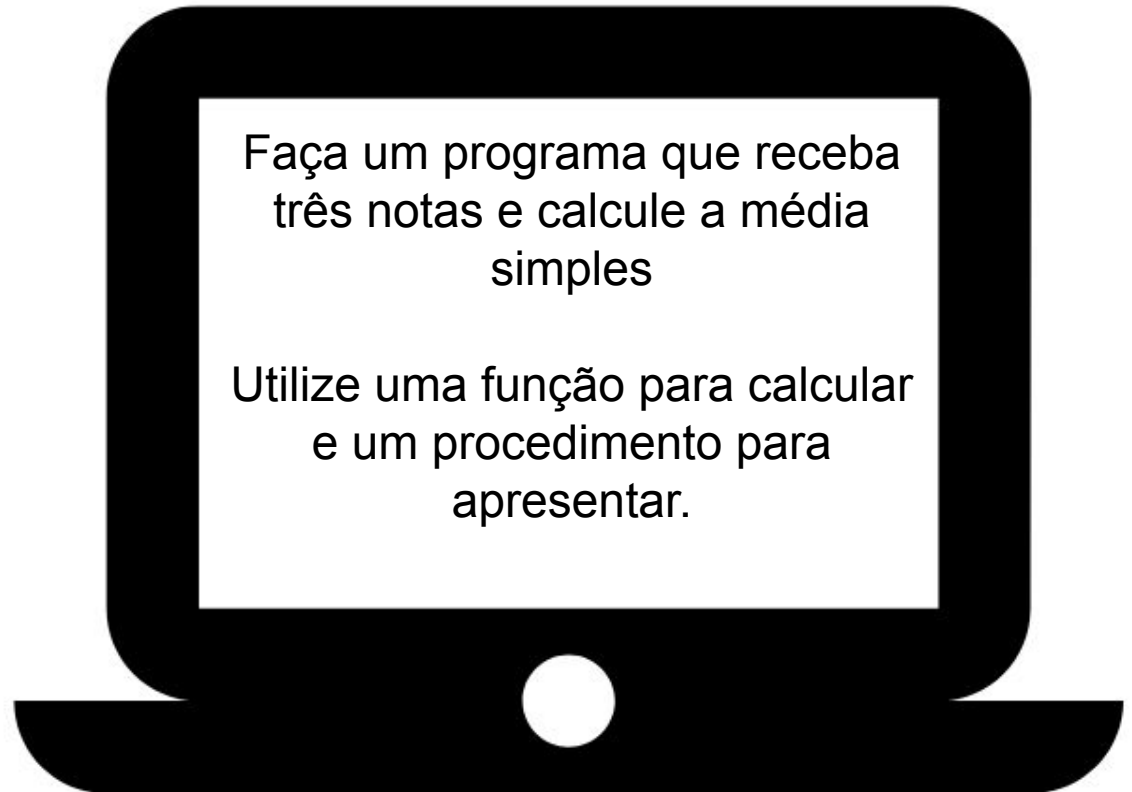 Faça um programa que receba
três notas e calcule a média
simples
Utilize uma função para calcular
e um procedimento para
apresentar.